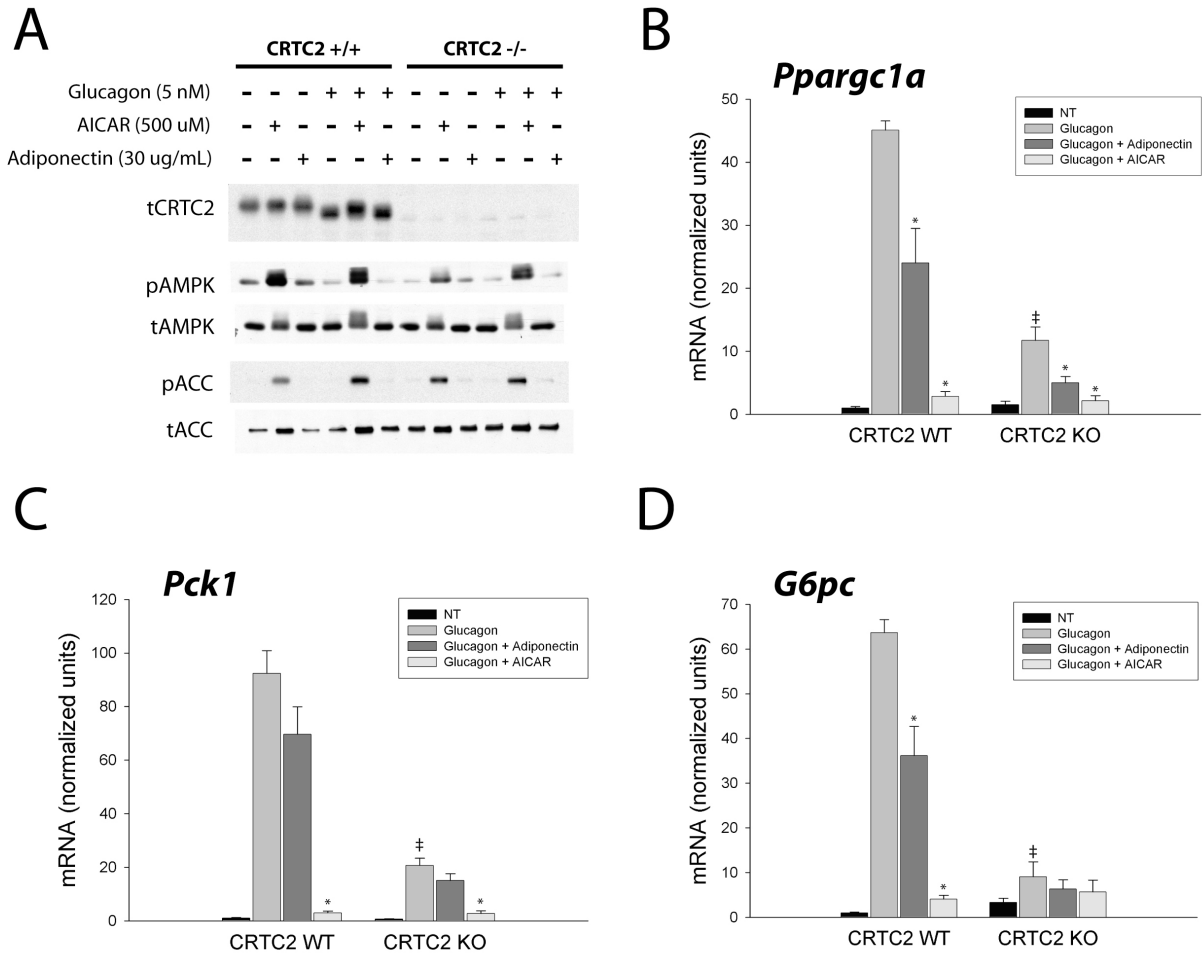 A
CRTC2 +/+ CRTC2 -/-
Glucagon (5 nM) - - - + + + - - - + + +
AICAR (500 uM) - + - - + - - + - - + -
Adiponectin (30 ug/mL) - - + - - + - - + - - +
tCRTC2
pAMPK
tAMPK
pACC
tACC
B
Ppargc1a
mRNA (normalized units)
50
40
30
20
10
0
NT
Glucagon
Glucagon + Adiponectin
Glucagon + AICAR
*
*
‡
*
*
CRTC2 WT CRTC2 KO
C
Pck1
mRNA (normalized units)
120
100
80
60
40
20
0
NT
Glucagon
Glucagon + Adiponectin
Glucagon + AICAR
*
‡
*
CRTC2 WT CRTC2 KO
D
G6pc
mRNA (normalized units)
70
60
50
40
30
20
10
0
NT
Glucagon
Glucagon + Adiponectin
Glucagon + AICAR
*
*
‡
CRTC2 WT CRTC2 KO